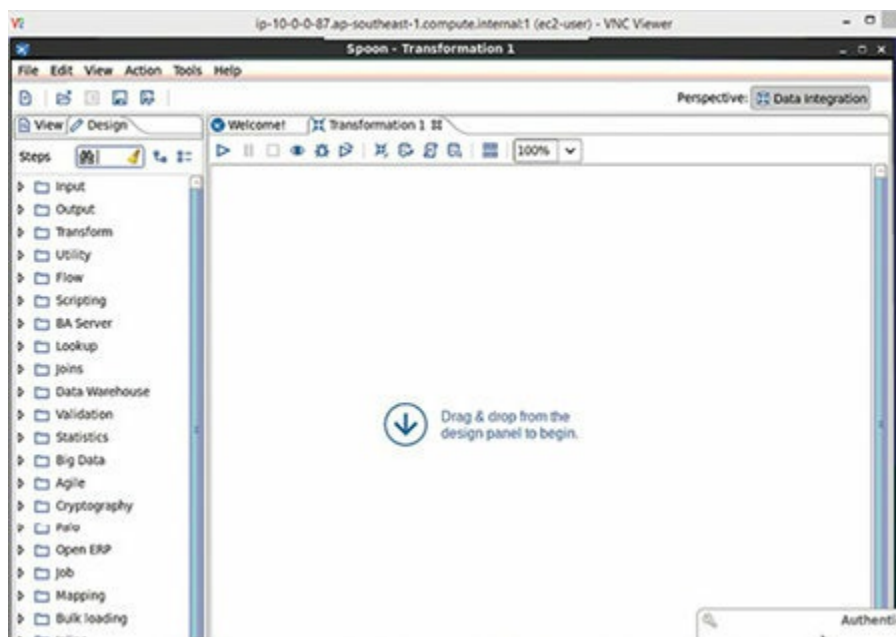 ip-10-0-0-87.ap-southeast-1.compute.internal:1 (ec2-user) - VNC Viewer
Spoon - Transformation 1
File Edit View Action Tools Help
Perspective: Data Integration
View Design
Welcome! Transformation 1
Steps
100%
Input
Output
Transform
Utility
Flow
Scripting
BA Server
Lookup
Joins
Data Warehouse
Validation
Statistics
Big Data
Agile
Cryptography
Palo
Open ERP
Job
Mapping
Bulk loading
Drag & drop from the
design panel to begin.
Authenti